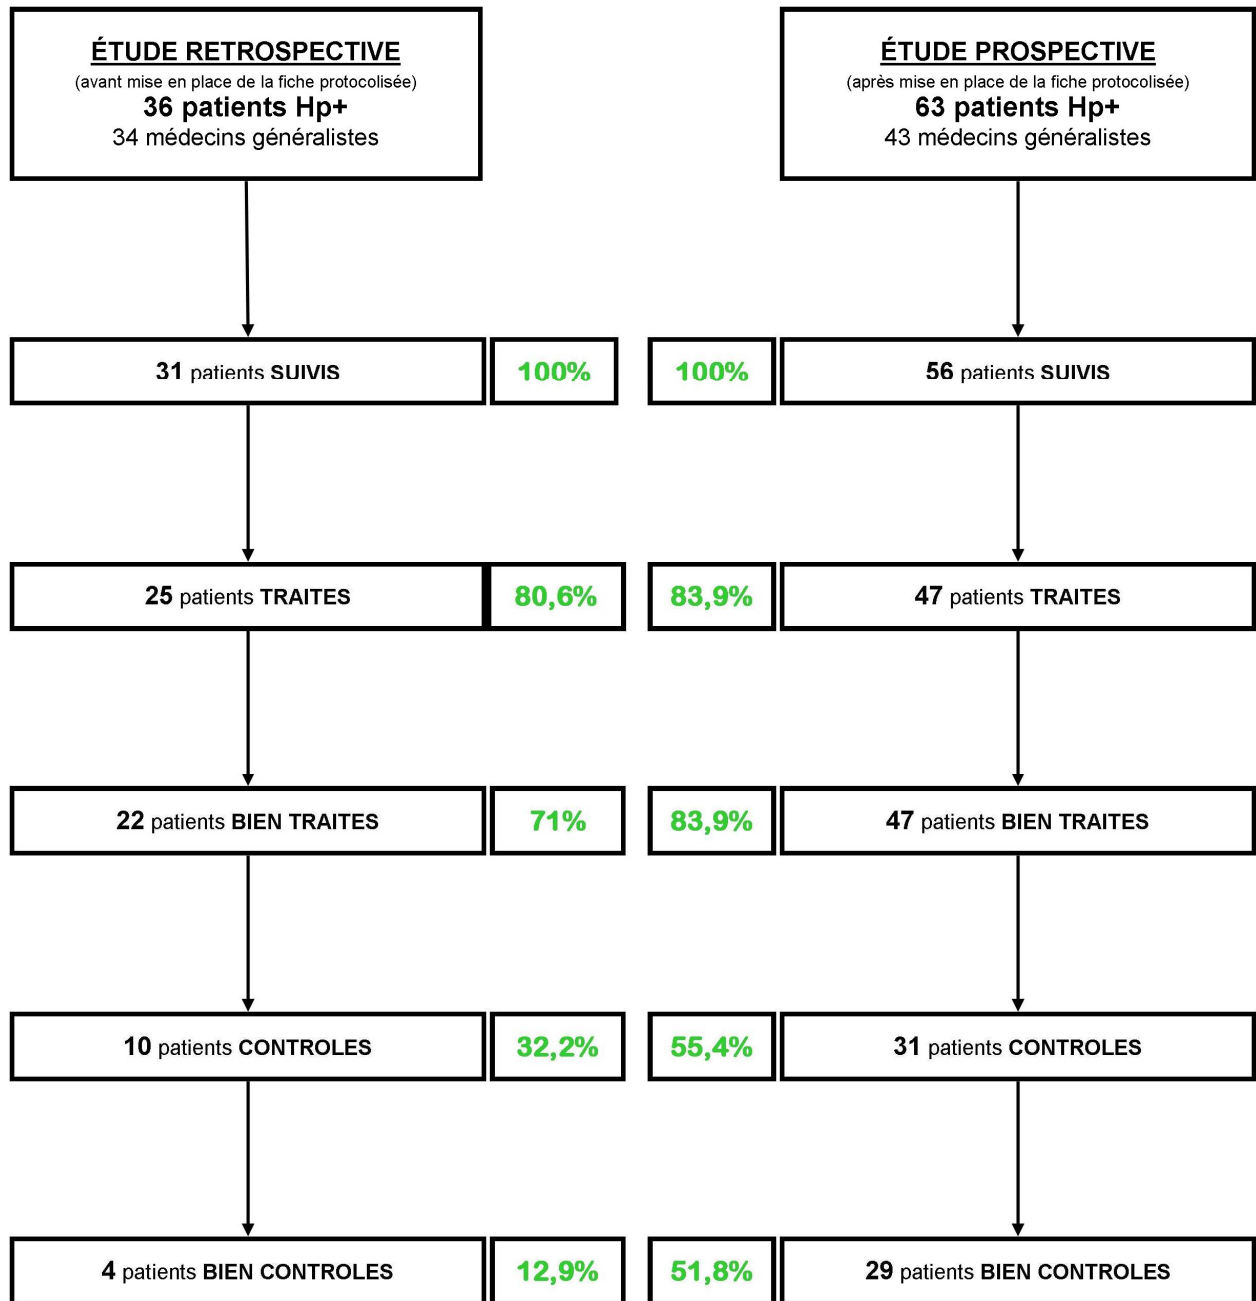 ÉTUDE RETROSPECTIVE
(avant mise en place de la fiche protocolisée)
36 patients Hp+
34 médecins généralistes
ÉTUDE PROSPECTIVE
(après mise en place de la fiche protocolisée)
63 patients Hp+
43 médecins généralistes
31 patients SUIVIS
100%
100%
56 patients SUIVIS
25 patients TRAITES
80,6%
83,9%
47 patients TRAITES
22 patients BIEN TRAITES
71%
83,9%
47 patients BIEN TRAITES
10 patients CONTROLES
32,2%
55,4%
31 patients CONTROLES
4 patients BIEN CONTROLES
12,9%
51,8%
29 patients BIEN CONTROLES